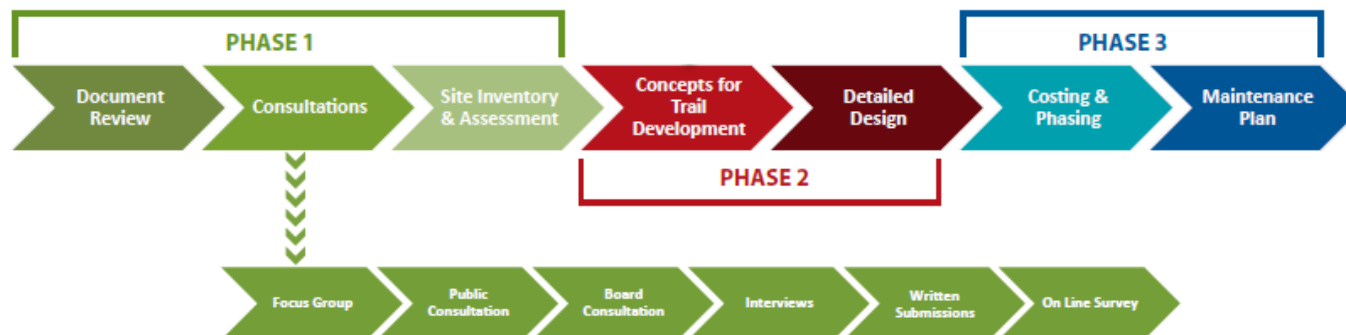 PHASE 1
PHASE 3
Document
Review
Consultations
Site Inventory
& Assessment
Concepts for
Trail
Development
Detailed
Design
Costing &
Phasing
Maintenance
Plan
PHASE 2
Focus Group
Public
Consultation
Board
Consultation
Interviews
Written
Submissions
On Line Survey